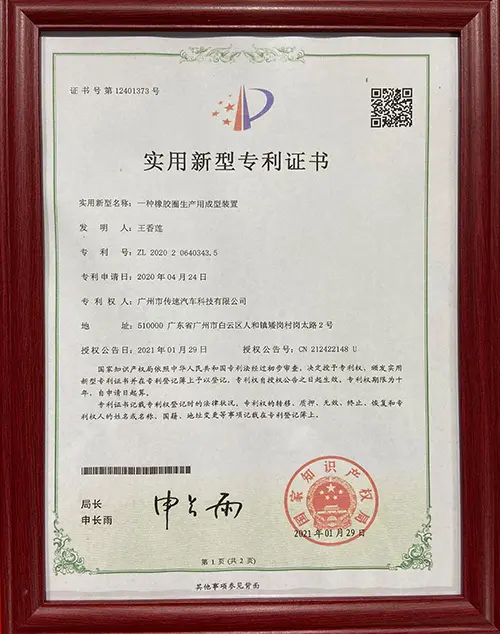 证书号第12401373号
实用新型专利证书
实用新型名称：一种橡胶圈生产用成型装置
发明人：王香莲
专利号：ZL 2020 2 0640343.5
专利申请日：2020年04月24日
专利权人：广州市传速汽车科技有限公司
地址：510000 广东省广州市白云区人和镇矮岗村岗太路2号
授权公告日：2021年01月29日 授权公告号：CN 212422148 U
国家知识产权局依照中华人民共和国专利法经过初步审查，决定授予专利权，颁发实用
新型专利证书并在专利登记簿上予以登记，专利权自授权公告之日起生效，专利权期限为十
年，自申请日起算。
专利证书记载专利权登记时的法律状况。专利权的转移、质押、无效、终止、恢复和专
利权人的姓名或名称、国籍、地址变更等事项记载在专利登记簿上。
局长
申长雨
申长雨
国家知识产权局
2021年01月29日
第1页(共2页)
其他事项参见背面